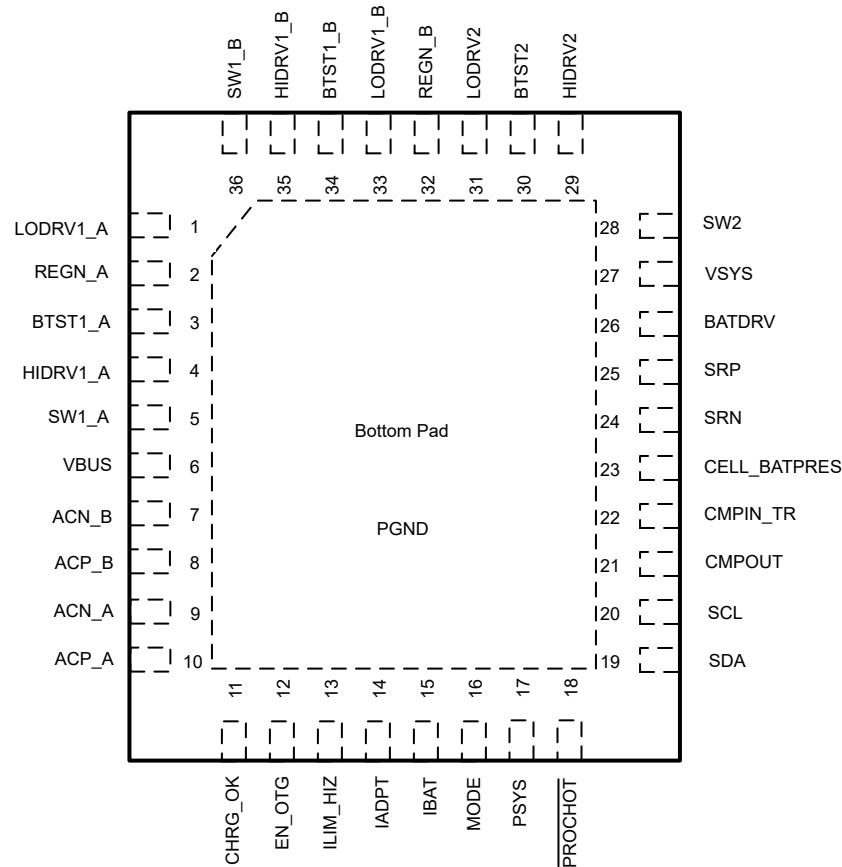 SW1_B
HIDRV1_B
BTST1_B
LODRV1_B
REGN_B
LODRV2
BTST2
HIDRV2
36
35
34
33
32
31
30
29
LODRV1_A 1
REGN_A 2
BTST1_A 3
HIDRV1_A 4
SW1_A 5
VBUS 6
ACN_B 7
ACP_B 8
ACN_A 9
ACP_A 10
Bottom Pad
PGND
28 SW2
27 VSYS
26 BATDRV
25 SRP
24 SRN
23 CELL_BATPRES
22 CMPIN_TR
21 CMPOUT
20 SCL
19 SDA
11
12
13
14
15
16
17
18
CHRG_OK
EN_OTG
ILIM_HIZ
IADPT
IBAT
MODE
PSYS
PROCHOT